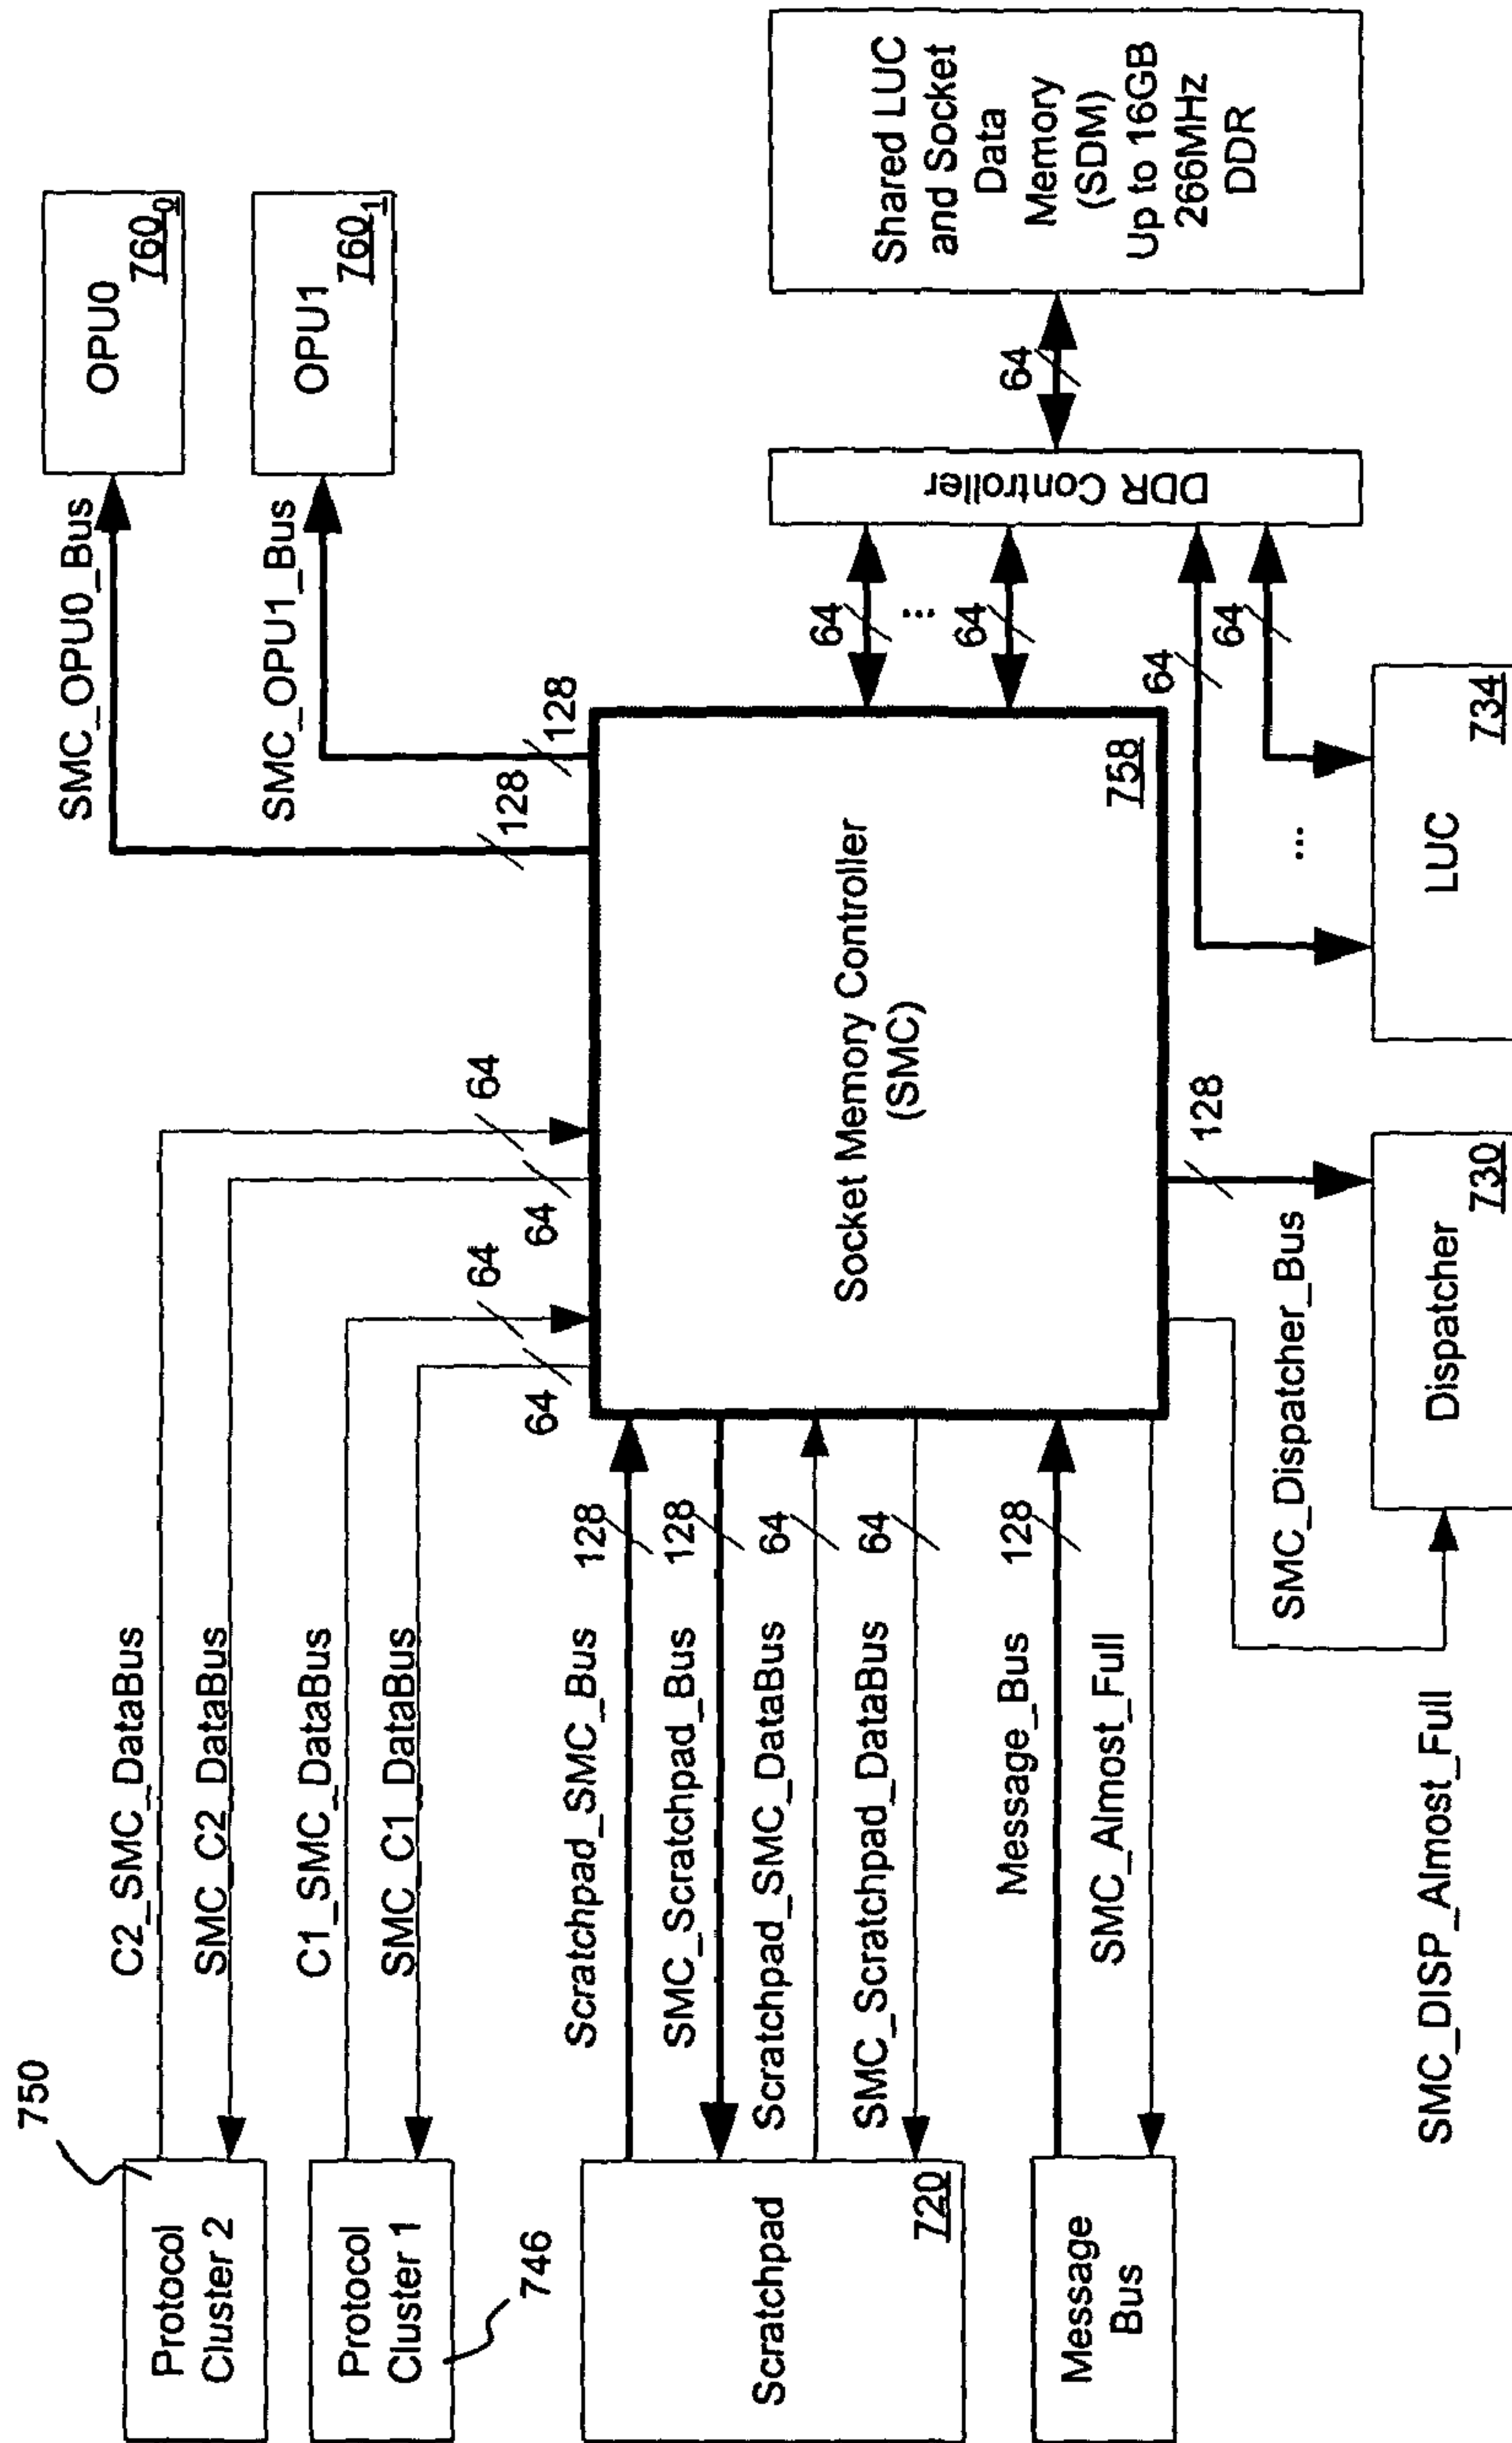 750
Protocol
Cluster 2
C2_SMC_DataBus
SMC_C2_DataBus
64
64
Protocol
Cluster 1
746
C1_SMC_DataBus
SMC_C1_DataBus
64
64
SMC_OPU0_Bus
128
OPU0
760₀
SMC_OPU1_Bus
128
OPU1
760₁
Scratchpad
720
Scratchpad_SMC_Bus
128
SMC_Scratchpad_Bus
128
Scratchpad_SMC_DataBus
64
SMC_Scratchpad_DataBus
64
Message
Bus
Message_Bus
128
SMC_Almost_Full
Socket Memory Controller
(SMC)
758
64
...
64
64
64
DDR Controller
64
Shared LUC
and Socket
Data
Memory
(SDM)
Up to 16GB
266MHz
DDR
SMC_DISP_Almost_Full
SMC_Dispatcher_Bus
128
Dispatcher
730
...
LUC
734